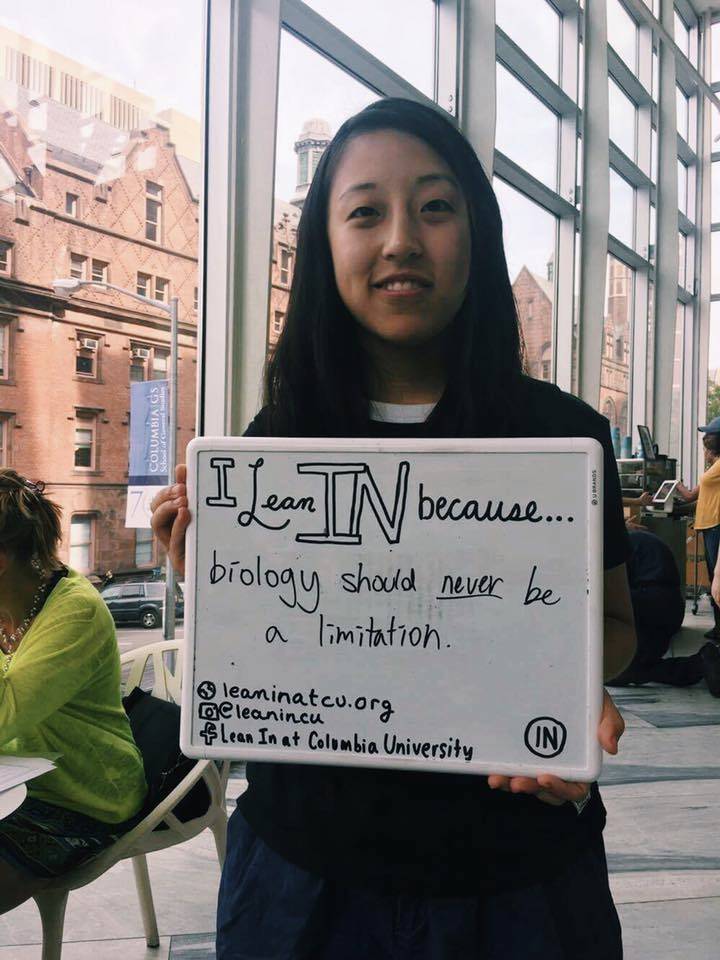 COLUMBIA GS
School of General Studies
U BRANDS
I Lean IN because...
biology should never be
a limitation.
leaninatcu.org
@leanincu
f Lean In at Columbia University
IN